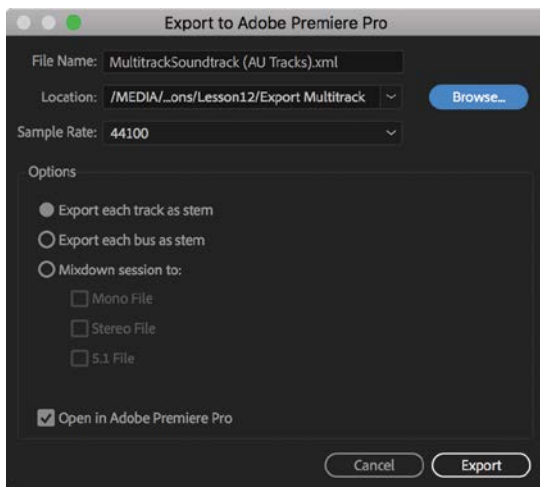 Export to Adobe Premiere Pro
File Name: MultitrackSoundtrack (AU Tracks).xml
Location: /MEDIA/...ons/Lesson12/Export Multitrack Browse...
Sample Rate: 44100
Options
Export each track as stem
Export each bus as stem
Mixdown session to:
Mono File
Stereo File
5.1 File
Open in Adobe Premiere Pro
Cancel Export